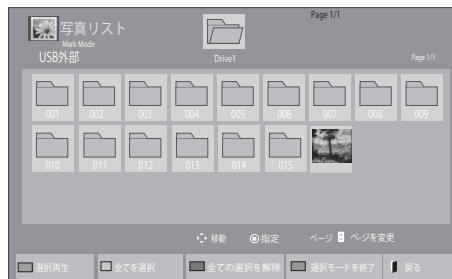 Page 1/1
写真リスト
Mark Mode
USB外部
Drive1
Page 1/1
001 002 003 004 005 006 007 008 009
010 011 012 013 014 015
移動 指定 ページ ペジを変更
選択再生 全てを選択 全ての選択を解除 選択モードを終了 戻る